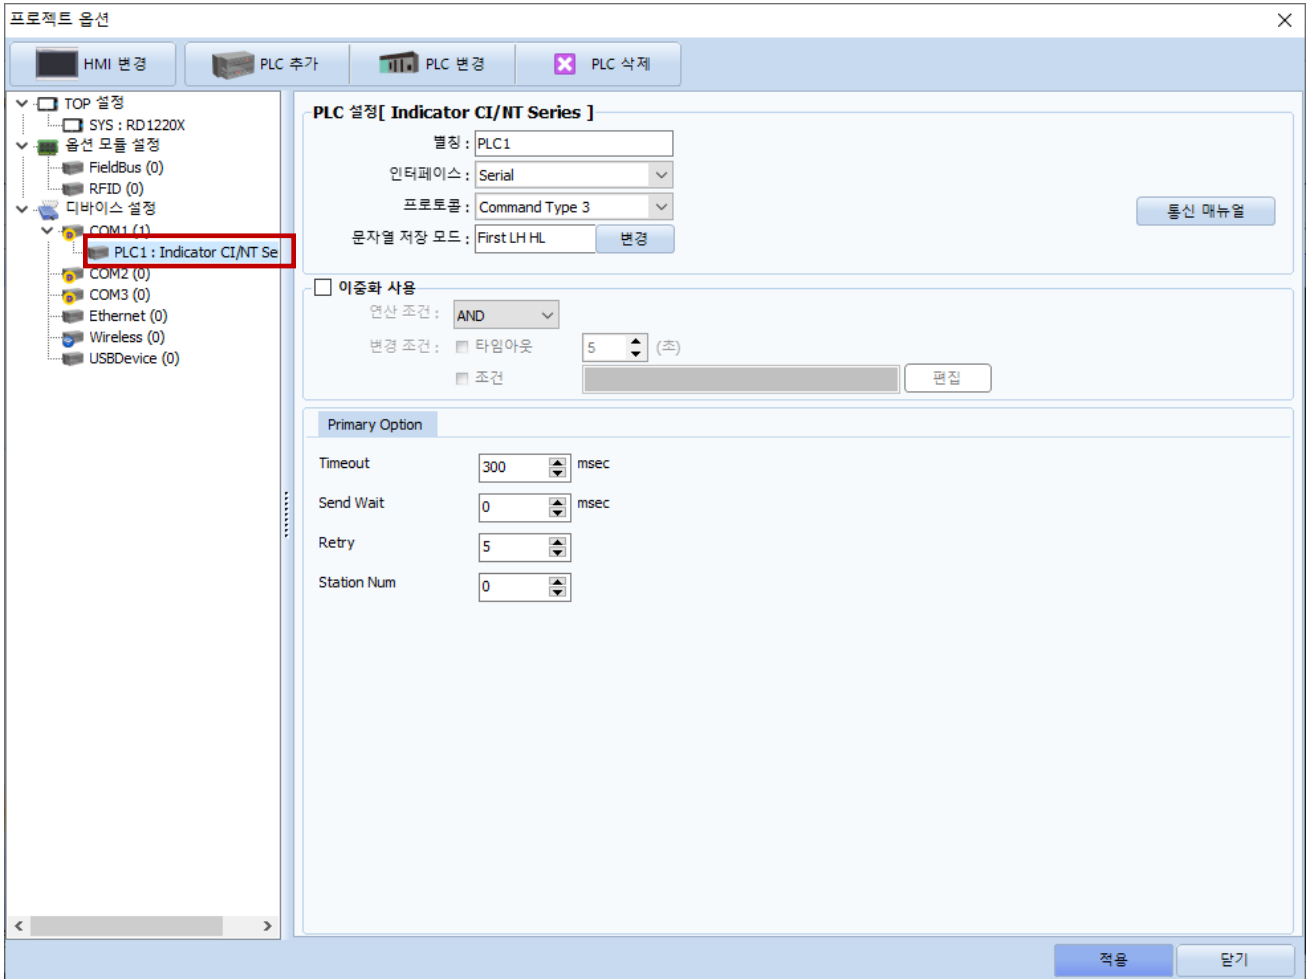 프로젝트 옵션
HMI 변경
PLC 추가
PLC 변경
PLC 삭제
TOP 설정
SYS : RD1220X
옵션 모듈 설정
FieldBus (0)
RFID (0)
디바이스 설정
COM1 (1)
PLC1 : Indicator CI/NT Se
COM2 (0)
COM3 (0)
Ethernet (0)
Wireless (0)
USBDevice (0)
PLC 설정[ Indicator CI/NT Series ]
별칭 : PLC1
인터페이스 : Serial
프로토콜 : Command Type 3
통신 매뉴얼
문자열 저장 모드 : First LH HL 변경
이중화 사용
연산 조건 : AND
변경 조건 : 타임아웃 5 (초)
조건 편집
Primary Option
Timeout 300 msec
Send Wait 0 msec
Retry 5
Station Num 0
적용 닫기